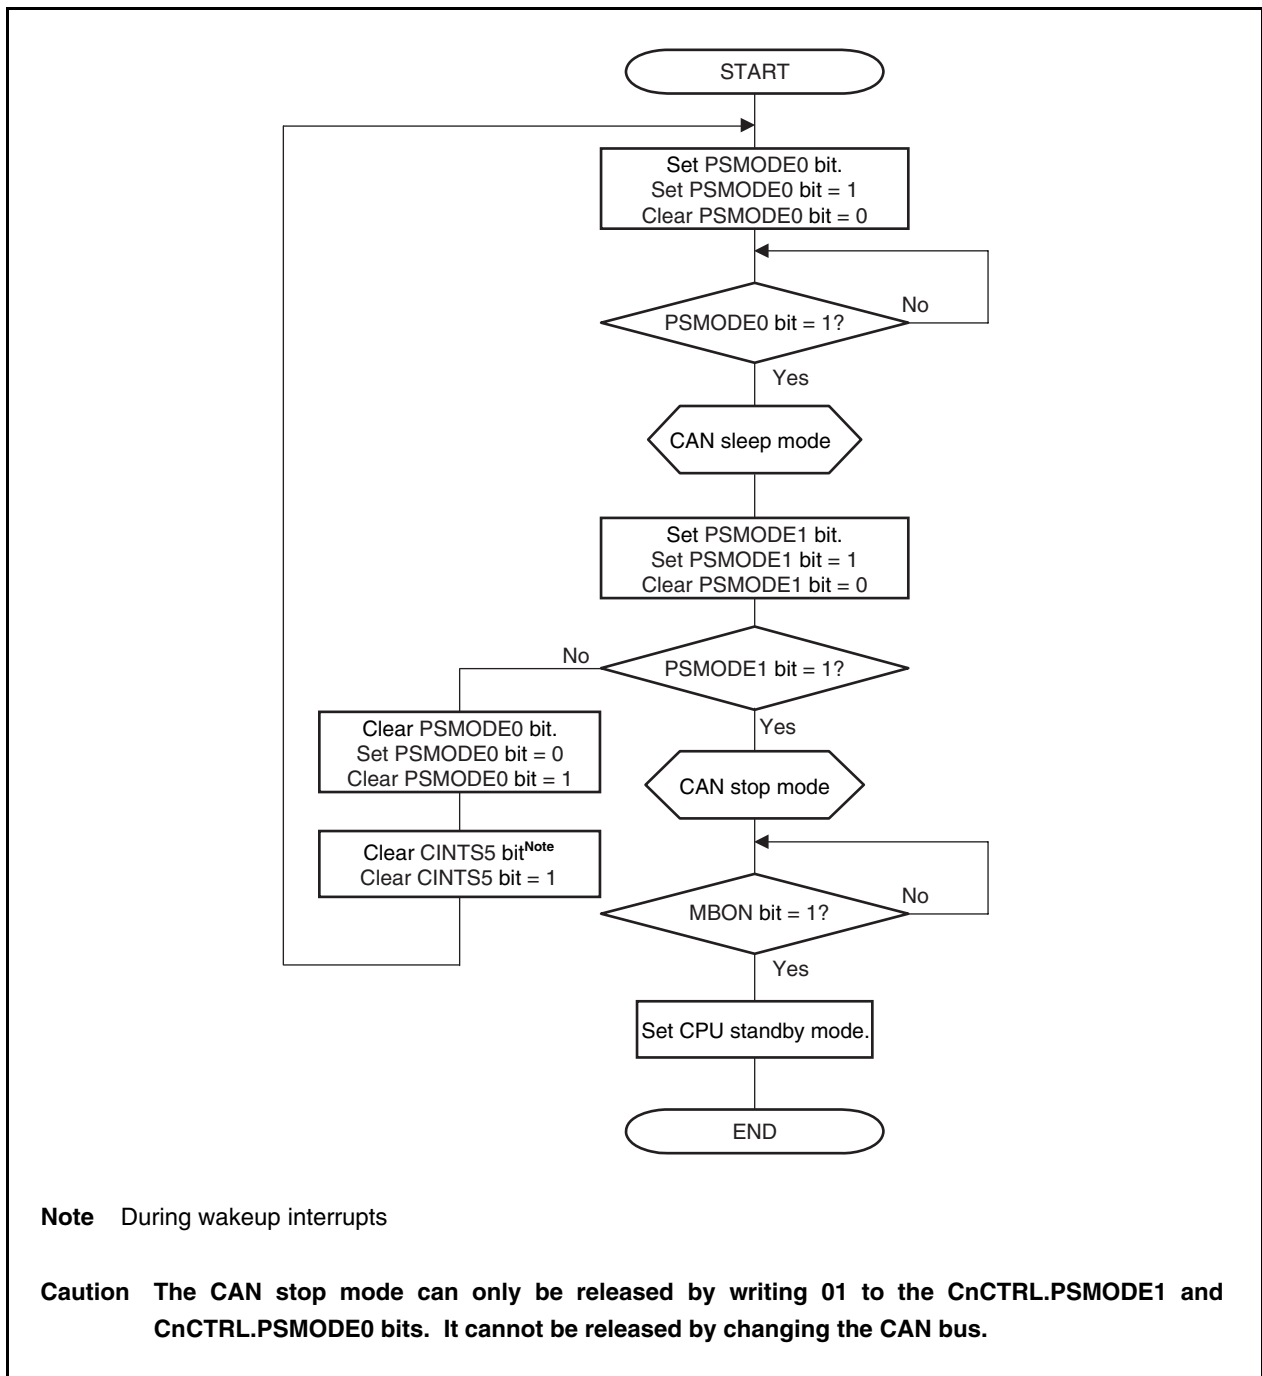 START
Set PSMODE0 bit.
Set PSMODE0 bit = 1
Clear PSMODE0 bit = 0
No
PSMODE0 bit = 1?
Yes
CAN sleep mode
Set PSMODE1 bit.
Set PSMODE1 bit = 1
Clear PSMODE1 bit = 0
No
PSMODE1 bit = 1?
Yes
Clear PSMODE0 bit.
Set PSMODE0 bit = 0
Clear PSMODE0 bit = 1
CAN stop mode
Clear CINTS5 bitNote
Clear CINTS5 bit = 1
No
MBON bit = 1?
Yes
Set CPU standby mode.
END
Note During wakeup interrupts
Caution The CAN stop mode can only be released by writing 01 to the CnCTRL.PSMODE1 and
CnCTRL.PSMODE0 bits. It cannot be released by changing the CAN bus.